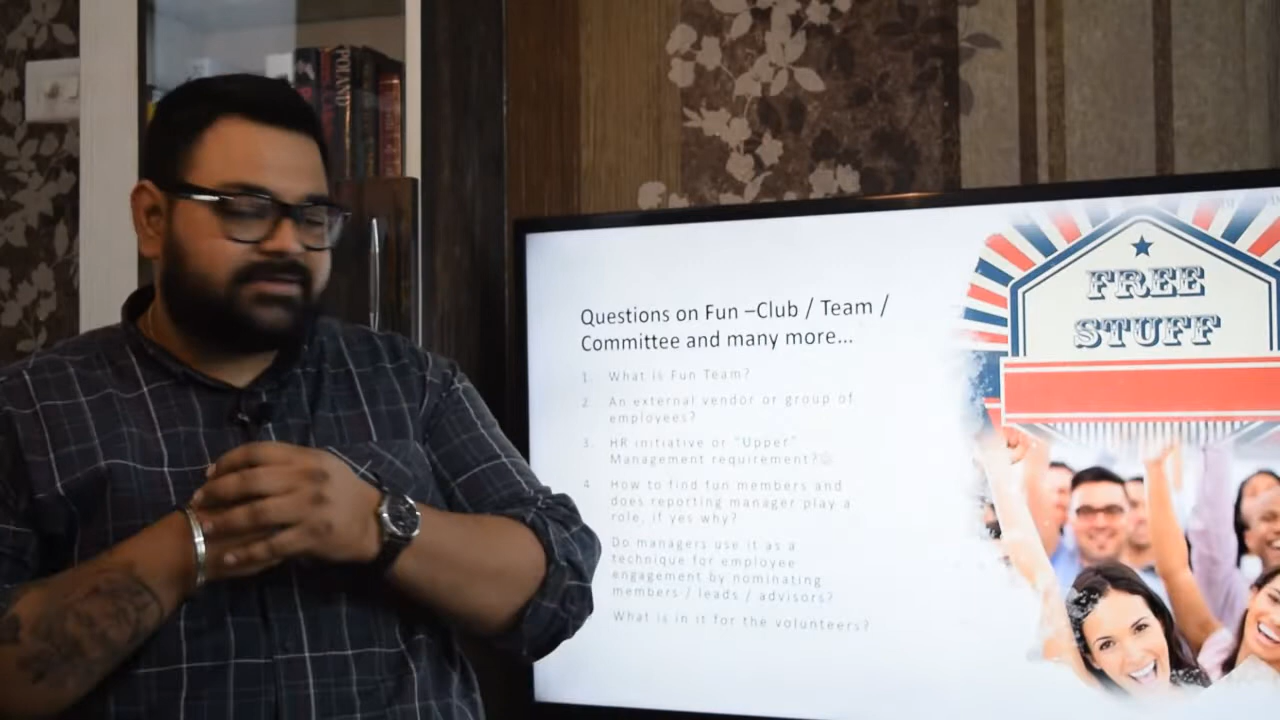 POLAND
Questions on Fun –Club / Team /
Committee and many more...
1. What is Fun Team?
2. An external vendor or group of
employees?
3. HR initiative or "Upper"
Management requirement?☺
4. How to find fun members and
does reporting manager play a
role, if yes why?
Do managers use it as a
technique for employee
engagement by nominating
members / leads / advisors?
What is in it for the volunteers?
FREE
STUFF